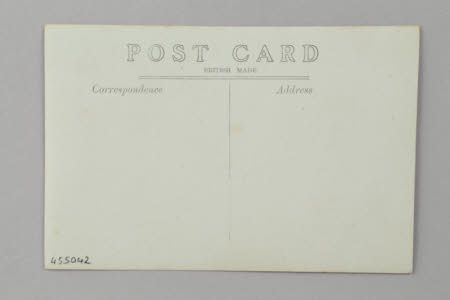 POST CARD
BRITISH MADE
Correspondence
Address
455042